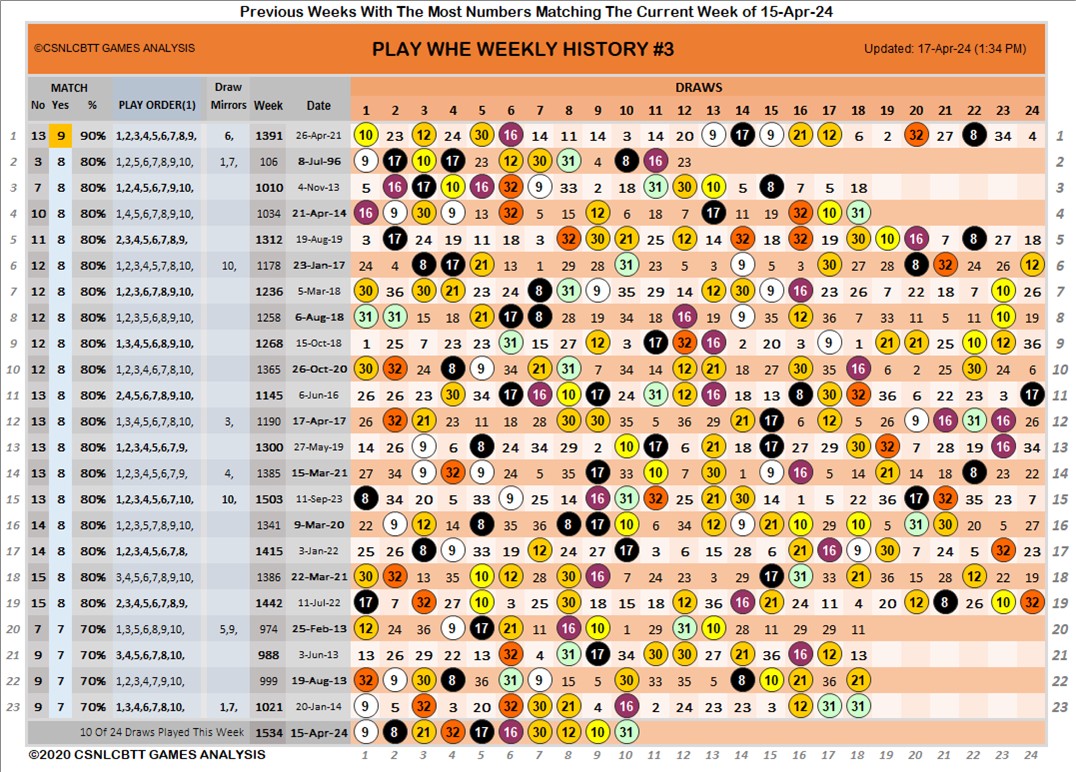 Previous Weeks With The Most Numbers Matching The Current Week of 15-Apr-24
©CSNLCBTT GAMES ANALYSIS PLAY WHE WEEKLY HISTORY #3 Updated: 17-Apr-24 (1:34 PM)
MATCH Draw DRAWS
No Yes % PLAY ORDER(1) Mirrors Week Date 1 2 3 4 5 6 7 8 9 10 11 12 13 14 15 16 17 18 19 20 21 22 23 24
1 13 9 90% 1,2,3,4,5,6,7,8,9, 6, 1391 26-Apr-21 10 23 12 24 30 16 14 11 14 3 14 20 9 17 9 21 12 6 2 32 27 8 34 4 1
2 3 8 80% 1,2,5,6,7,8,9,10, 1,7, 106 8-Jul-96 9 17 10 17 23 12 30 31 4 8 16 23 2
3 7 8 80% 1,2,4,5,6,7,9,10, 1010 4-Nov-13 5 16 17 10 16 32 9 33 2 18 31 30 10 5 8 7 5 18 3
4 10 8 80% 1,4,5,6,7,8,9,10, 1034 21-Apr-14 16 9 30 9 13 32 5 15 12 6 18 7 17 11 19 32 10 31 4
5 11 8 80% 2,3,4,5,6,7,8,9, 1312 19-Aug-19 3 17 24 19 11 18 3 32 30 21 25 12 14 32 18 32 19 30 10 16 7 8 27 18 5
6 12 8 80% 1,2,3,4,5,7,8,10, 10, 1178 23-Jan-17 24 4 8 17 21 13 1 29 28 31 23 5 3 9 5 3 30 27 28 8 32 24 26 12 6
7 12 8 80% 1,2,3,6,7,8,9,10, 1236 5-Mar-18 30 36 30 21 23 24 8 31 9 35 29 14 12 30 9 16 23 26 7 22 18 7 10 26 7
8 12 8 80% 1,2,3,5,6,8,9,10, 1258 6-Aug-18 31 31 15 18 21 17 8 28 19 34 18 16 19 9 35 12 36 7 33 11 5 11 10 19 8
9 12 8 80% 1,3,4,5,6,8,9,10, 1268 15-Oct-18 1 25 7 23 23 31 15 27 12 3 17 32 16 2 20 3 9 1 21 21 25 10 12 36 9
10 12 8 80% 1,2,3,4,6,7,8,10, 1365 26-Oct-20 30 32 24 8 9 21 31 7 34 14 12 21 18 27 30 35 16 6 2 25 30 24 6 10
11 13 8 80% 2,4,5,6,7,8,9,10, 1145 6-Jun-16 26 26 23 30 34 17 16 10 17 24 31 12 16 18 13 8 30 32 36 6 22 23 3 17 11
12 13 8 80% 1,3,4,5,6,7,8,10, 3, 1190 17-Apr-17 26 32 21 23 11 18 28 30 30 35 5 36 29 21 17 6 12 5 26 9 16 31 16 26 12
13 13 8 80% 1,2,3,4,5,6,7,9, 1300 27-May-19 14 26 9 6 8 24 34 29 2 10 17 6 21 18 17 27 29 30 32 7 28 19 16 34 13
14 13 8 80% 1,2,3,4,5,6,7,9, 4, 1385 15-Mar-21 27 34 9 32 9 24 5 35 17 33 10 7 30 1 9 16 5 14 21 14 18 8 23 22 14
15 13 8 80% 1,2,3,4,5,6,7,10, 10, 1503 11-Sep-23 8 34 20 5 33 9 25 14 16 31 32 25 21 30 14 1 5 22 36 17 32 35 23 7 15
16 14 8 80% 1,2,3,5,7,8,9,10, 1341 9-Mar-20 22 9 12 14 8 35 36 8 17 10 6 34 12 9 21 10 29 10 5 31 30 20 5 27 16
17 14 8 80% 1,2,3,4,5,6,7,8, 1415 3-Jan-22 25 26 8 9 33 19 12 24 27 17 3 6 15 28 6 21 16 9 30 7 24 5 32 23 17
18 15 8 80% 3,4,5,6,7,8,9,10, 1386 22-Mar-21 30 32 13 35 10 12 28 30 16 7 24 23 3 29 17 31 33 21 36 15 28 12 22 19 18
19 15 8 80% 2,3,4,5,6,7,8,9, 1442 11-Jul-22 17 7 32 27 10 3 25 30 18 15 18 12 36 16 21 24 11 4 20 12 8 26 10 32 19
20 7 7 70% 1,3,5,6,8,9,10, 5,9, 974 25-Feb-13 12 24 36 9 17 21 11 16 10 1 29 31 10 28 11 29 29 11 20
21 9 7 70% 3,4,5,6,7,8,10, 988 3-Jun-13 13 26 29 22 13 32 4 31 17 34 30 30 27 21 36 16 12 13 21
22 9 7 70% 1,2,3,4,7,9,10, 999 19-Aug-13 32 9 30 8 36 31 9 15 5 30 33 35 5 8 10 21 36 21 22
23 9 7 70% 1,3,4,6,7,8,10, 1,7, 1021 20-Jan-14 9 5 32 3 20 32 30 21 4 16 2 24 23 23 3 12 31 31 23
10 Of 24 Draws Played This Week 1534 15-Apr-24 9 8 21 32 17 16 30 12 10 31
©2020 CSNLCBTT GAMES ANALYSIS 1 2 3 4 5 6 7 8 9 10 11 12 13 14 15 16 17 18 19 20 21 22 23 24